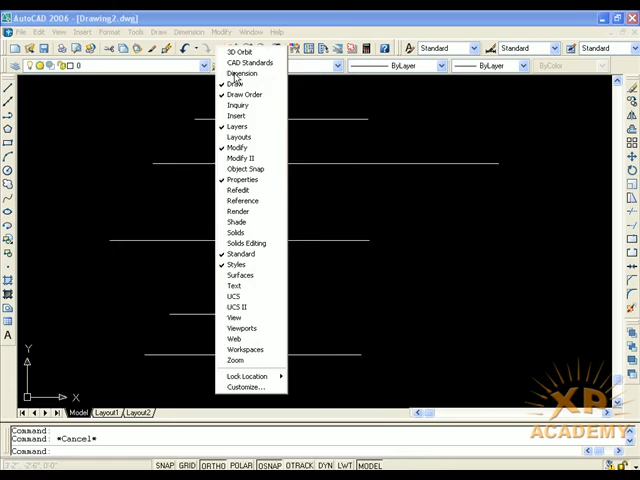 AutoCAD 2006 - [Drawing2.dwg]
File Edit View Insert Format Tools Draw Dimension Modify Window Help
Standard
Standard
Standard
0
ByLayer
ByLayer
ByColor
3D Orbit
CAD Standards
Dimension
Draw
Draw Order
Inquiry
Insert
Layers
Layouts
Modify
Modify II
Object Snap
Properties
Refedit
Reference
Render
Shade
Solids
Solids Editing
Standard
Styles
Surfaces
Text
UCS
UCS II
View
Viewports
Web
Workspaces
Zoom
Lock Location
Customize...
Y
X
A
XP
ACADEMY
Model Layout1 Layout2
Command:
Command: *Cancel*
Command:
SNAP GRID ORTHO POLAR OSNAP OTRACK DYN LWT MODEL